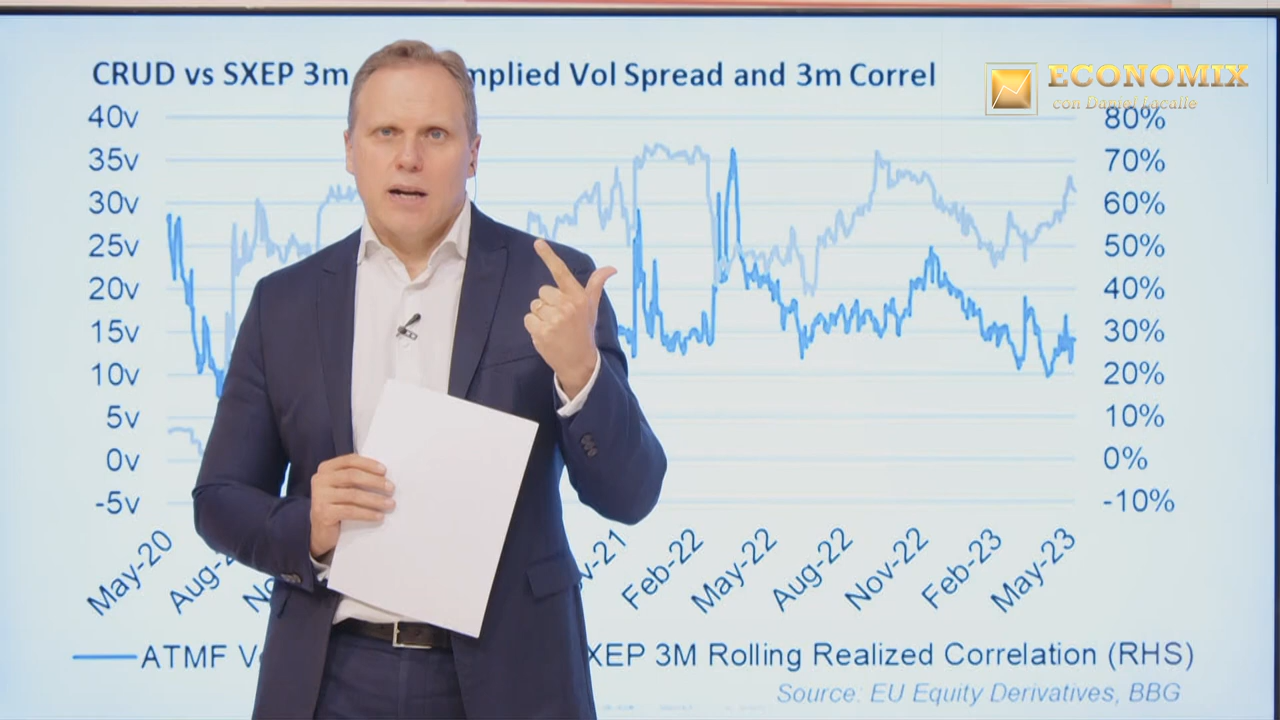 ECONOMIX
con Daniel Lacalle
CRUD vs SXEP 3m mplied Vol Spread and 3m Correl
40v
35v
30v
25v
20v
15v
10v
5v
0v
-5v
80%
70%
60%
50%
40%
30%
20%
10%
0%
-10%
May-20
Aug-
No
v-21
Feb-22
May-22
Aug-22
Nov-22
Feb-23
May-23
ATMF V XEP 3M Rolling Realized Correlation (RHS)
Source: EU Equity Derivatives, BBG